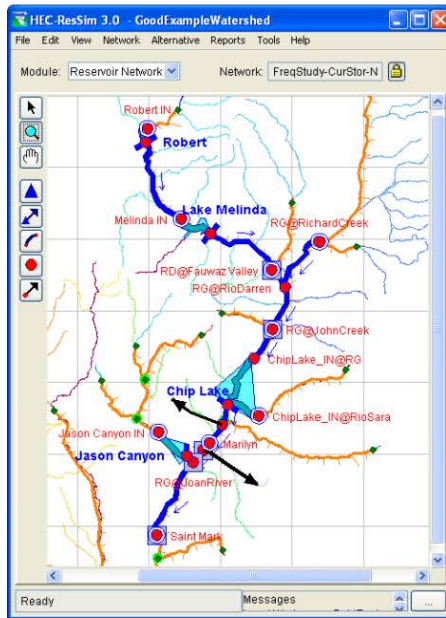 HEC-ResSim 3.0 - GoodExampleWatershed
File Edit View Network Alternative Reports Tools Help
Module: Reservoir Network Network: FreqStudy-CurStor-N
Robert IN
Robert
Lake Melinda
Melinda IN
RG@RichardCreek
RD@Fauwaz Valley
RG@RioDarren
RG@JohnCreek
ChipLake_IN@RG
Chip Lake
ChipLake_IN@RioSara
Jason Canyon IN
Marilyn
Jason Canyon
RG@JoanRiver
Saint Mark
Ready
Messages
...